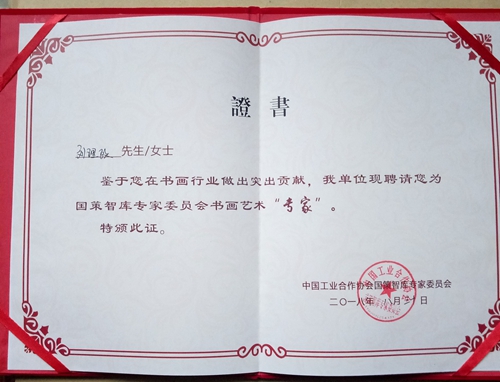 證書
先生/女士
鉴于您在书画行业做出突出贡献，我单位现聘请您为
国策智库专家委员会书画艺术“专家”。
特颁此证。
中国工业合作协会国策智库专家委员会
二〇一八年 八月 日